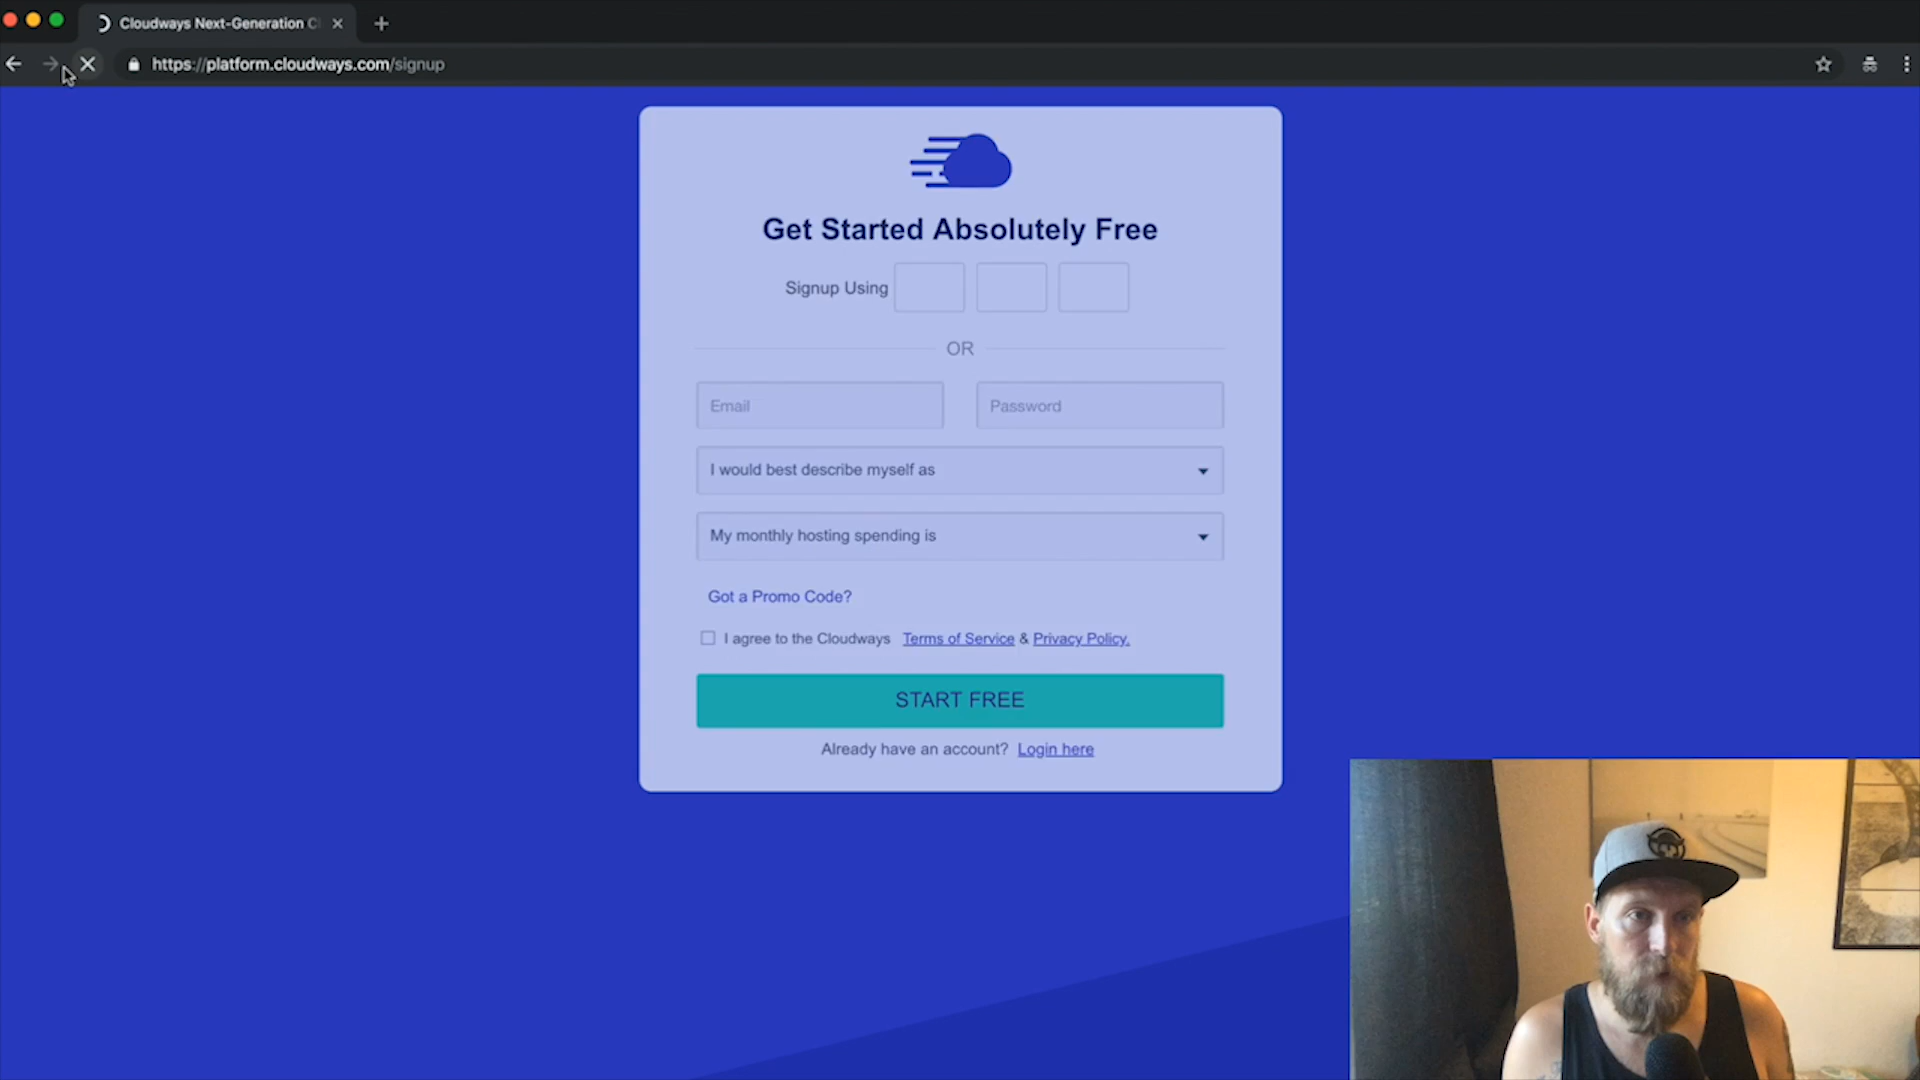 Cloudways Next-Generation C
https://platform.cloudways.com/signup
Get Started Absolutely Free
Signup Using
OR
Email
Password
I would best describe myself as
My monthly hosting spending is
Got a Promo Code?
I agree to the Cloudways Terms of Service & Privacy Policy.
START FREE
Already have an account? Login here